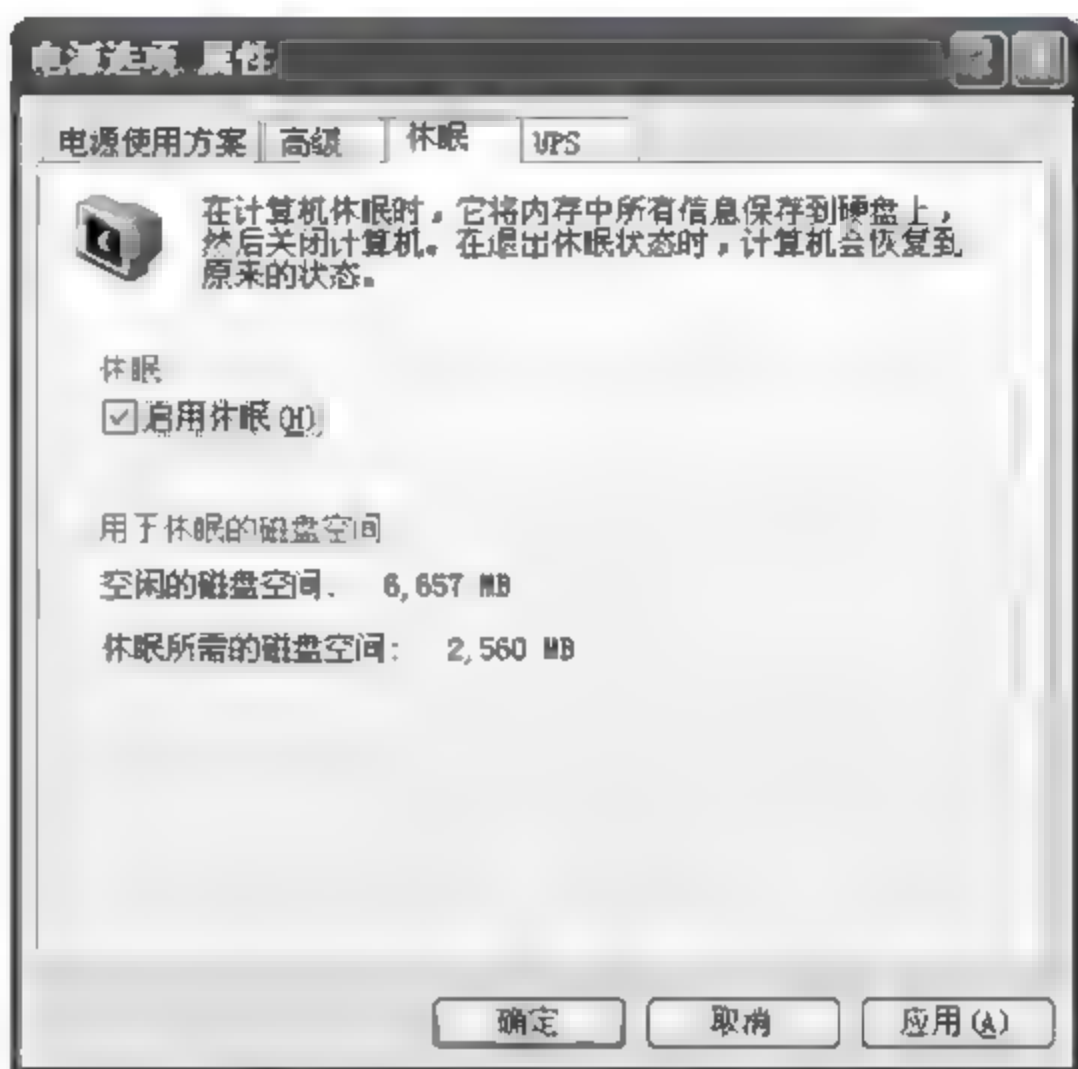 电源选项 属性
电源使用方案 高级 休眠 UPS
在计算机休眠时，它将内存中所有信息保存到硬盘上，
然后关闭计算机。在退出休眠状态时，计算机会恢复到
原来的状态。
休眠
启用休眠(H)
用于休眠的磁盘空间
空闲的磁盘空间: 6,657 MB
休眠所需的磁盘空间: 2,560 MB
确定 取消 应用(A)